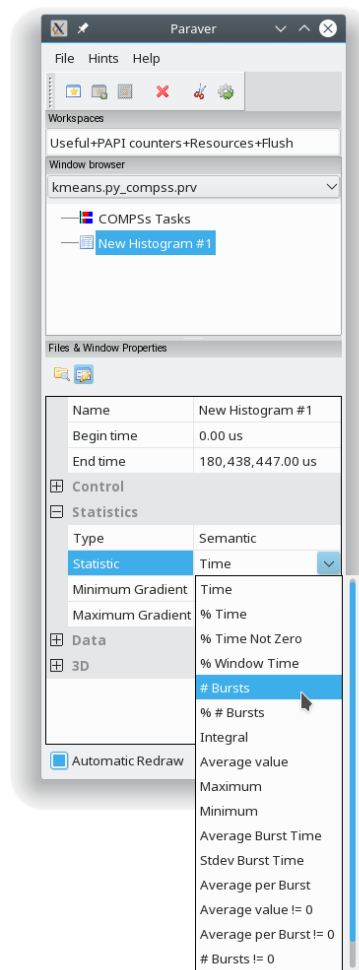 Paraver
File Hints Help
Workspaces
Useful+PAPI counters+Resources+Flush
Window browser
kmeans.py_compss.prv
COMPSs Tasks
New Histogram #1
Files & Window Properties
Name New Histogram #1
Begin time 0.00 us
End time 180,438,447.00 us
Control
Statistics
Type Semantic
Statistic Time
Minimum Gradient Time
Maximum Gradient % Time
Data % Time Not Zero
3D % Window Time
# Bursts
% # Bursts
Integral
Automatic Redraw Average value
Maximum
Minimum
Average Burst Time
Stdev Burst Time
Average per Burst
Average value != 0
Average per Burst != 0
# Bursts != 0